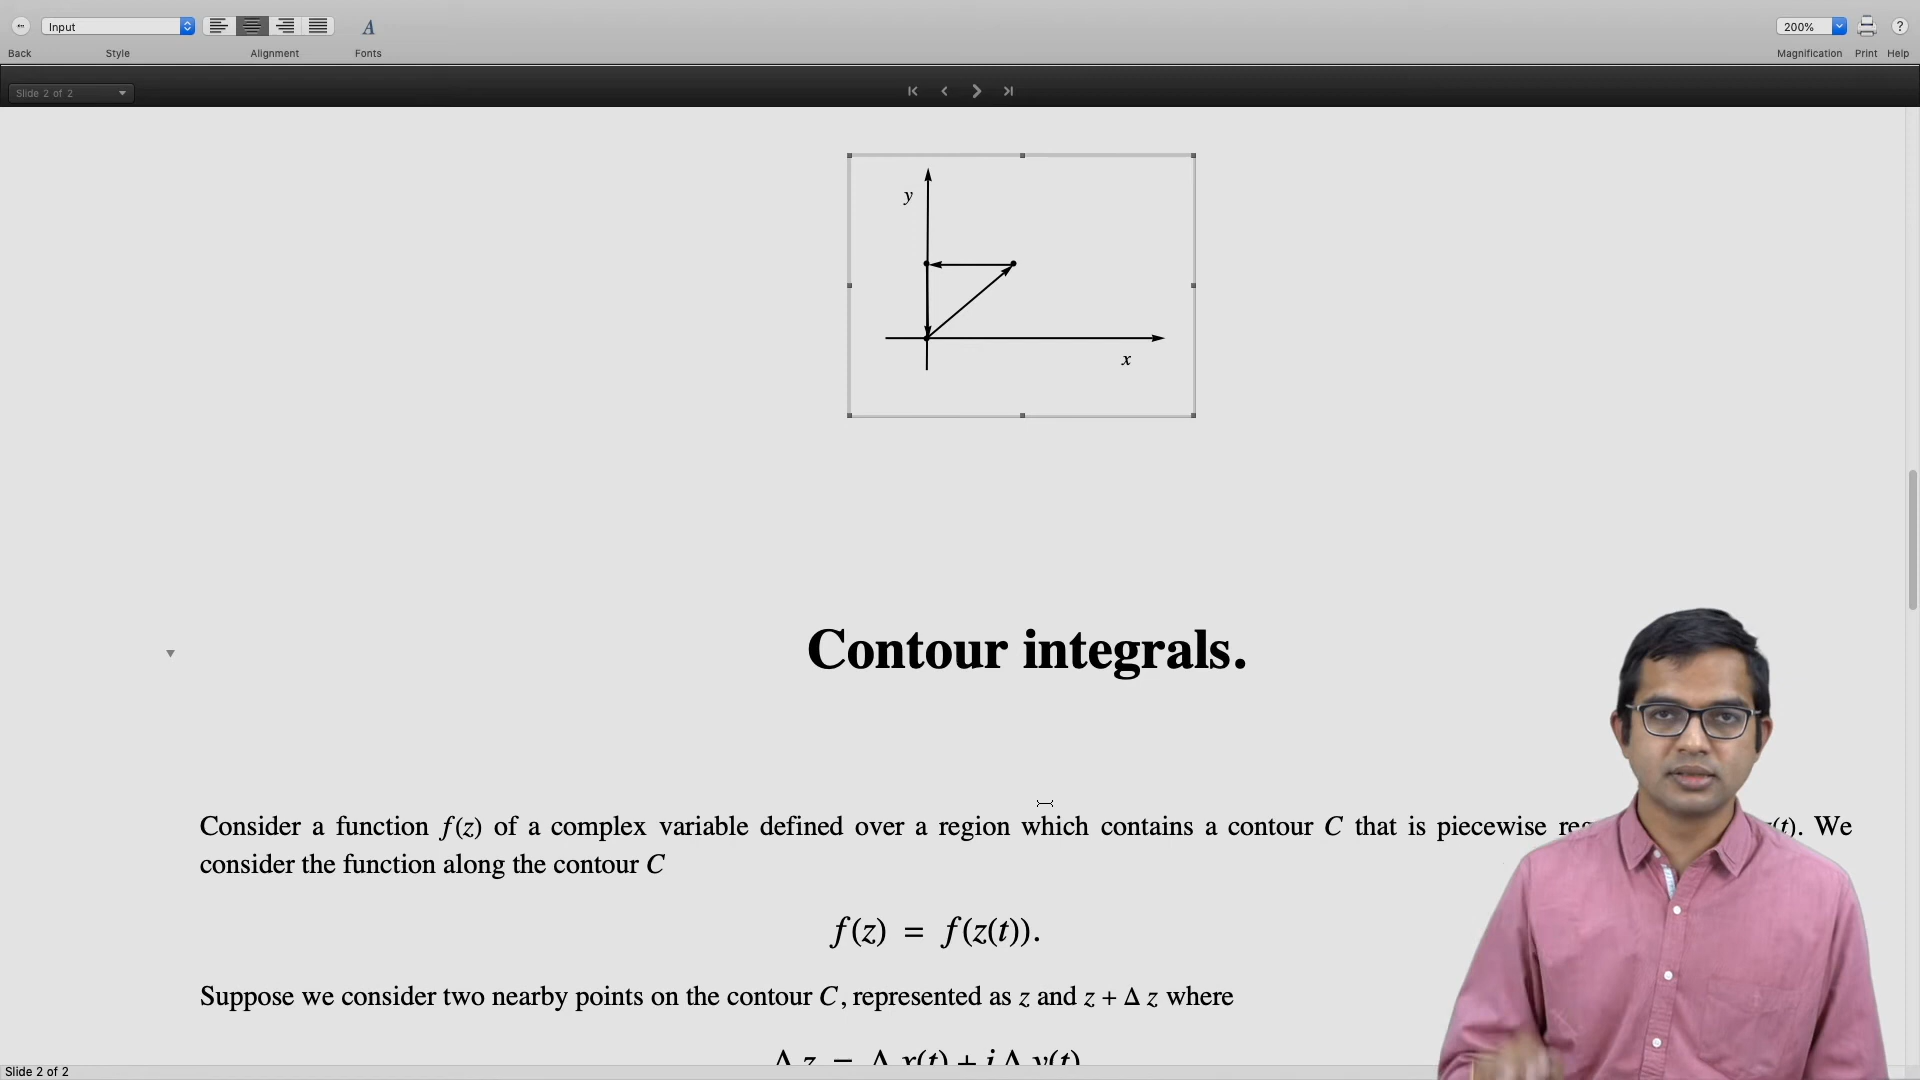 Input
200%
Back
Style
Alignment
Fonts
Magnification
Print
Help
Slide 2 of 2
y
x
Contour integrals.
Consider a function f(z) of a complex variable defined over a region which contains a contour C that is piecewise (t). We
consider the function along the contour C
f(z) = f(z(t)).
Suppose we consider two nearby points on the contour C, represented as z and z + Δ z where
Δ z = Δ x(t) + i Δ y(t)
Slide 2 of 2